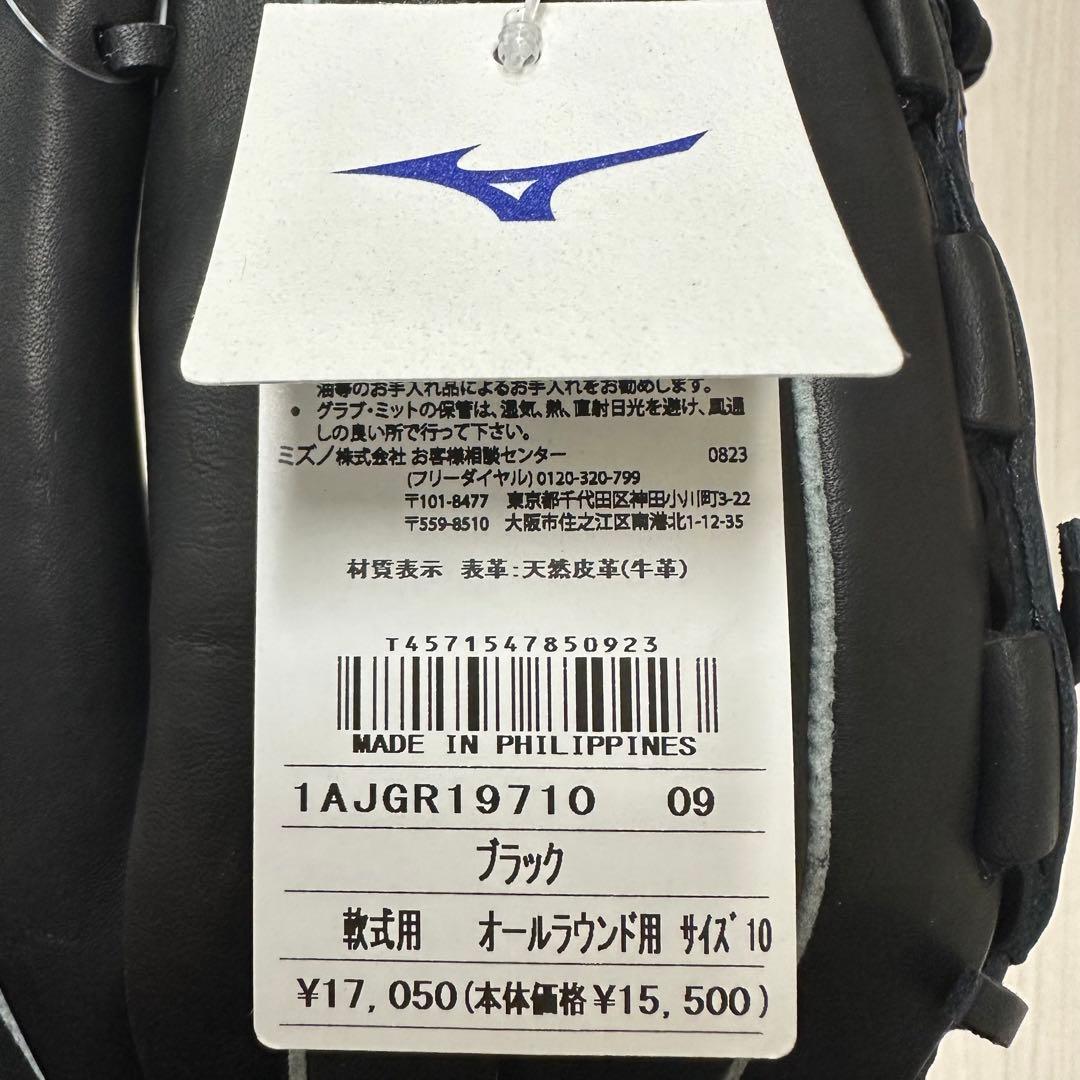 油等のお手入れ品によるお手入れをお勧めします。
● グラブ・ミットの保管は、湿気、熱、直射日光を避け、風通
しの良い所で行って下さい。
ミズノ株式会社 お客様相談センター 0823
(フリーダイヤル) 0120-320-799
〒101-8477 東京都千代田区神田小川町3-22
〒559-8510 大阪市住之江区南港北1-12-35
材質表示 表革:天然皮革(牛革)
T4571547850923
MADE IN PHILIPPINES
1AJGR19710 09
ブラック
軟式用 オールラウンド用 サイズ10
¥17,050(本体価格¥15,500)